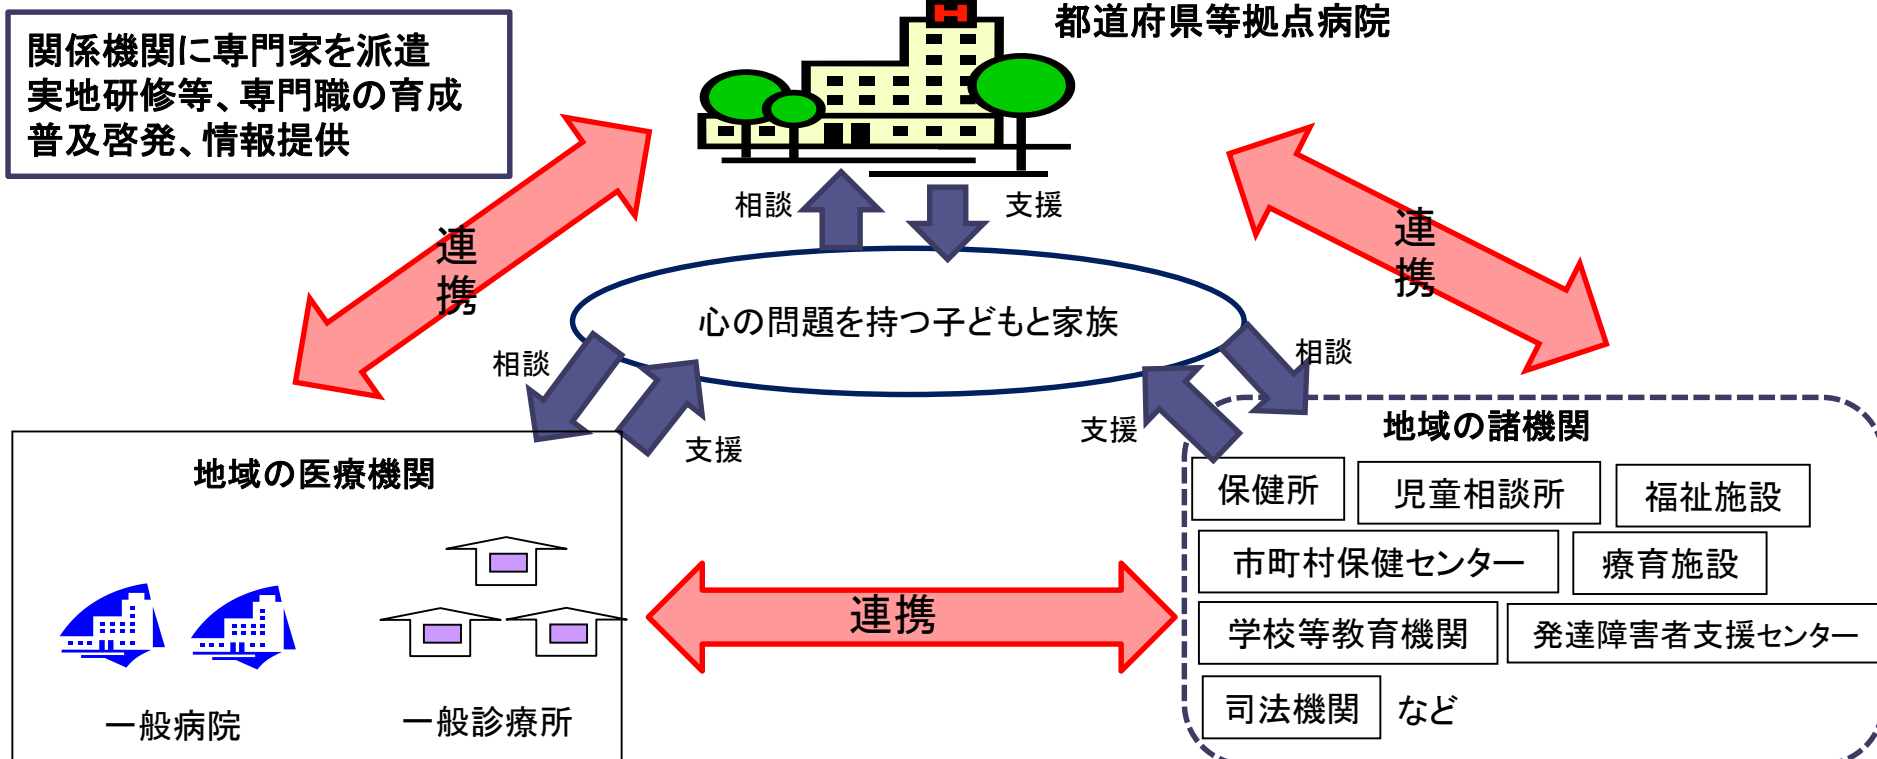 都道府県等拠点病院
関係機関に専門家を派遣
実地研修等、専門職の育成
普及啓発、情報提供
相談
支援
連携
連携
心の問題を持つ子どもと家族
相談
支援
相談
支援
地域の医療機関
一般病院
一般診療所
連携
地域の諸機関
保健所
児童相談所
福祉施設
市町村保健センター
療育施設
学校等教育機関
発達障害者支援センター
司法機関
など